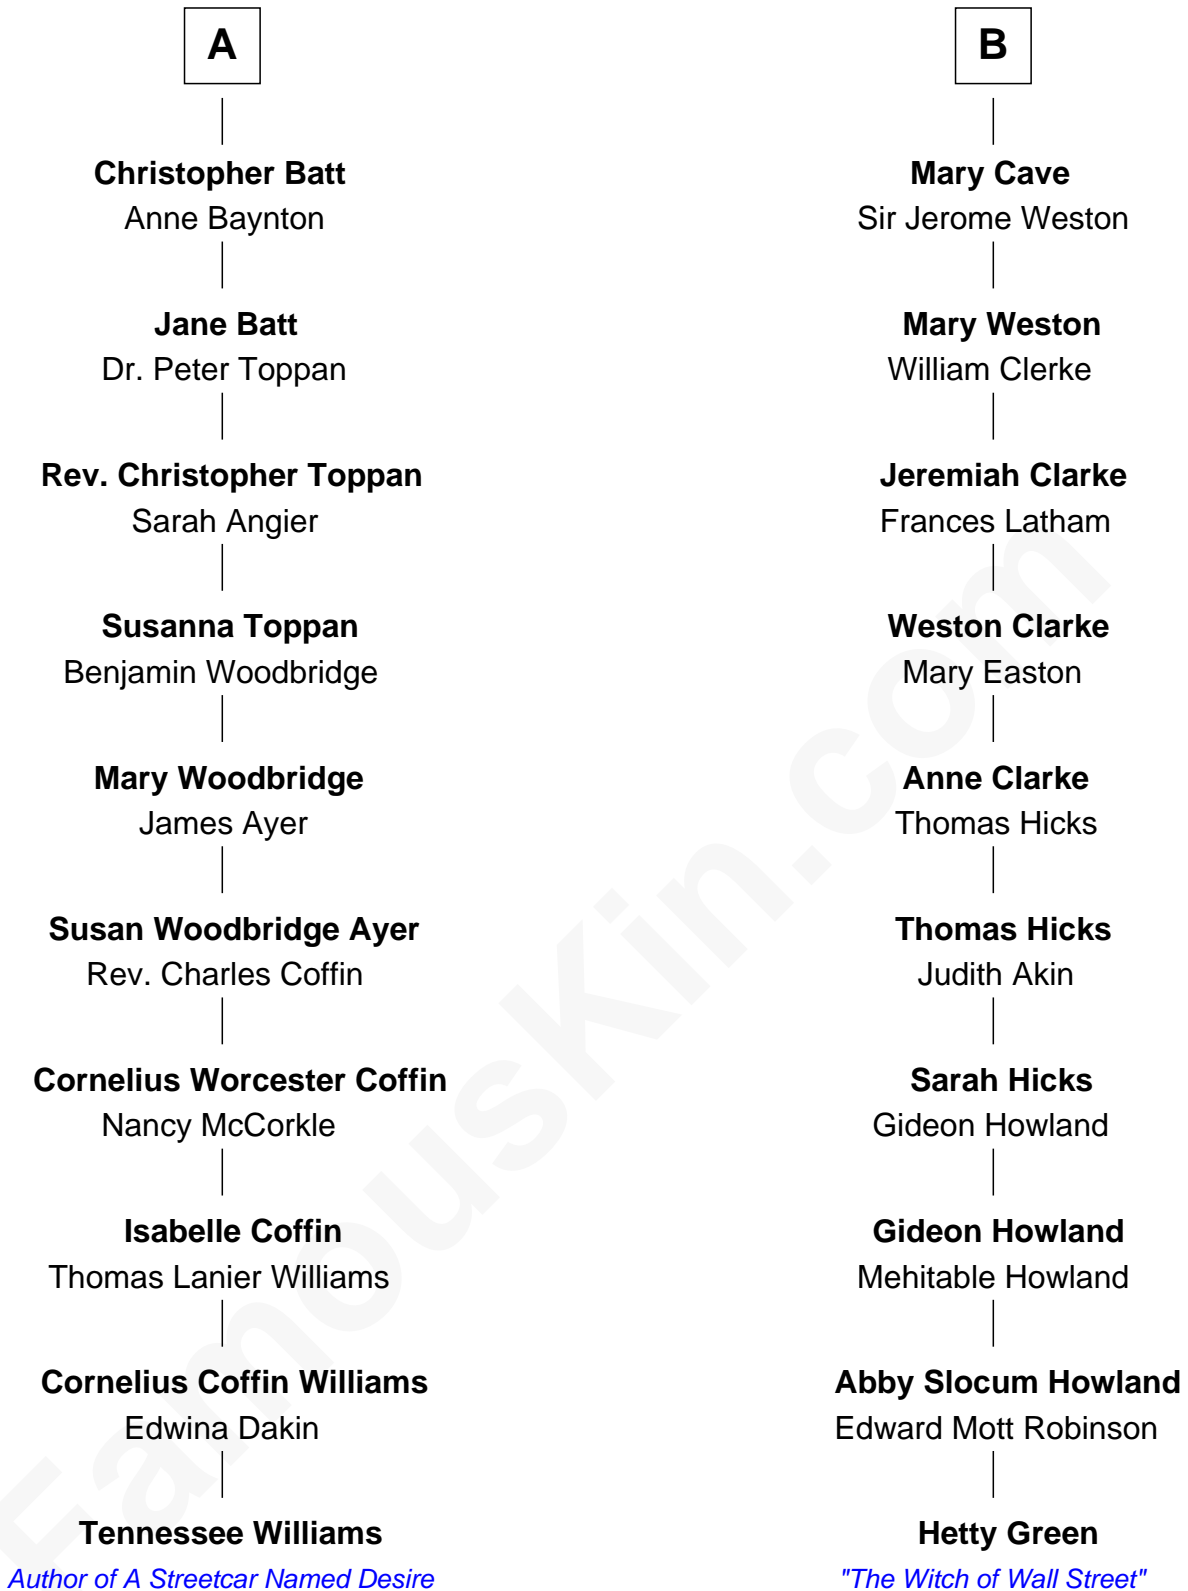 A
Christopher Batt
Anne Baynton
Jane Batt
Dr. Peter Toppan
Rev. Christopher Toppan
Sarah Angier
Susanna Toppan
Benjamin Woodbridge
Mary Woodbridge
James Ayer
Susan Woodbridge Ayer
Rev. Charles Coffin
Cornelius Worcester Coffin
Nancy McCorkle
Isabelle Coffin
Thomas Lanier Williams
Cornelius Coffin Williams
Edwina Dakin
Tennessee Williams
Author of A Streetcar Named Desire
B
Mary Cave
Sir Jerome Weston
Mary Weston
William Clerke
Jeremiah Clarke
Frances Latham
Weston Clarke
Mary Easton
Anne Clarke
Thomas Hicks
Thomas Hicks
Judith Akin
Sarah Hicks
Gideon Howland
Gideon Howland
Mehitable Howland
Abby Slocum Howland
Edward Mott Robinson
Hetty Green
"The Witch of Wall Street"
FamousKin.com